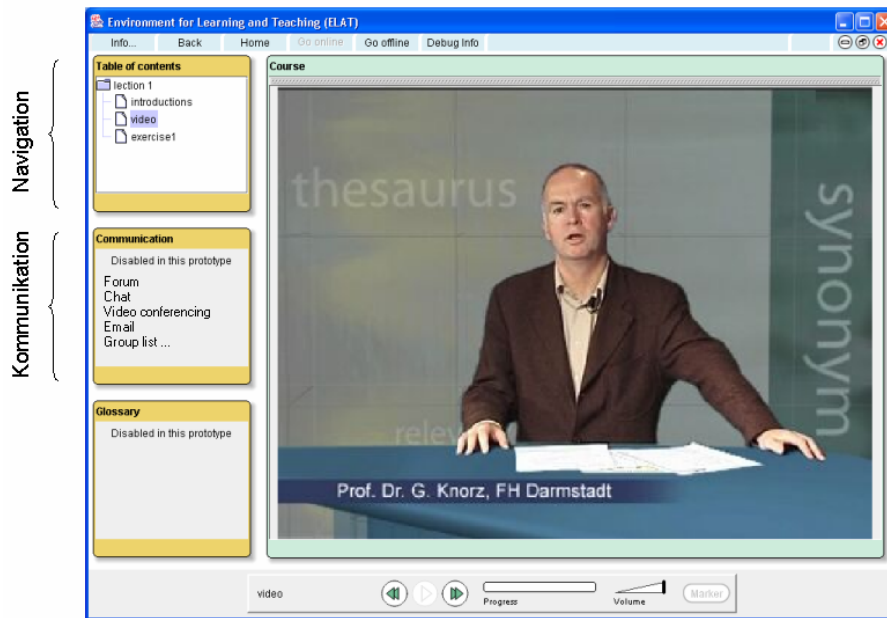 Environment for Learning and Teaching (ELAT)
Info... Back Home Go online Go offline Debug Info
Navigation
Table of contents
lection 1
introductions
video
exercise1
Kommunikation
Communication
Disabled in this prototype
Forum
Chat
Video conferencing
Email
Group list ...
Glossary
Disabled in this prototype
Course
thesaurus
synonym
relev
Prof. Dr. G. Knorz, FH Darmstadt
video
Progress
Volume
Marker